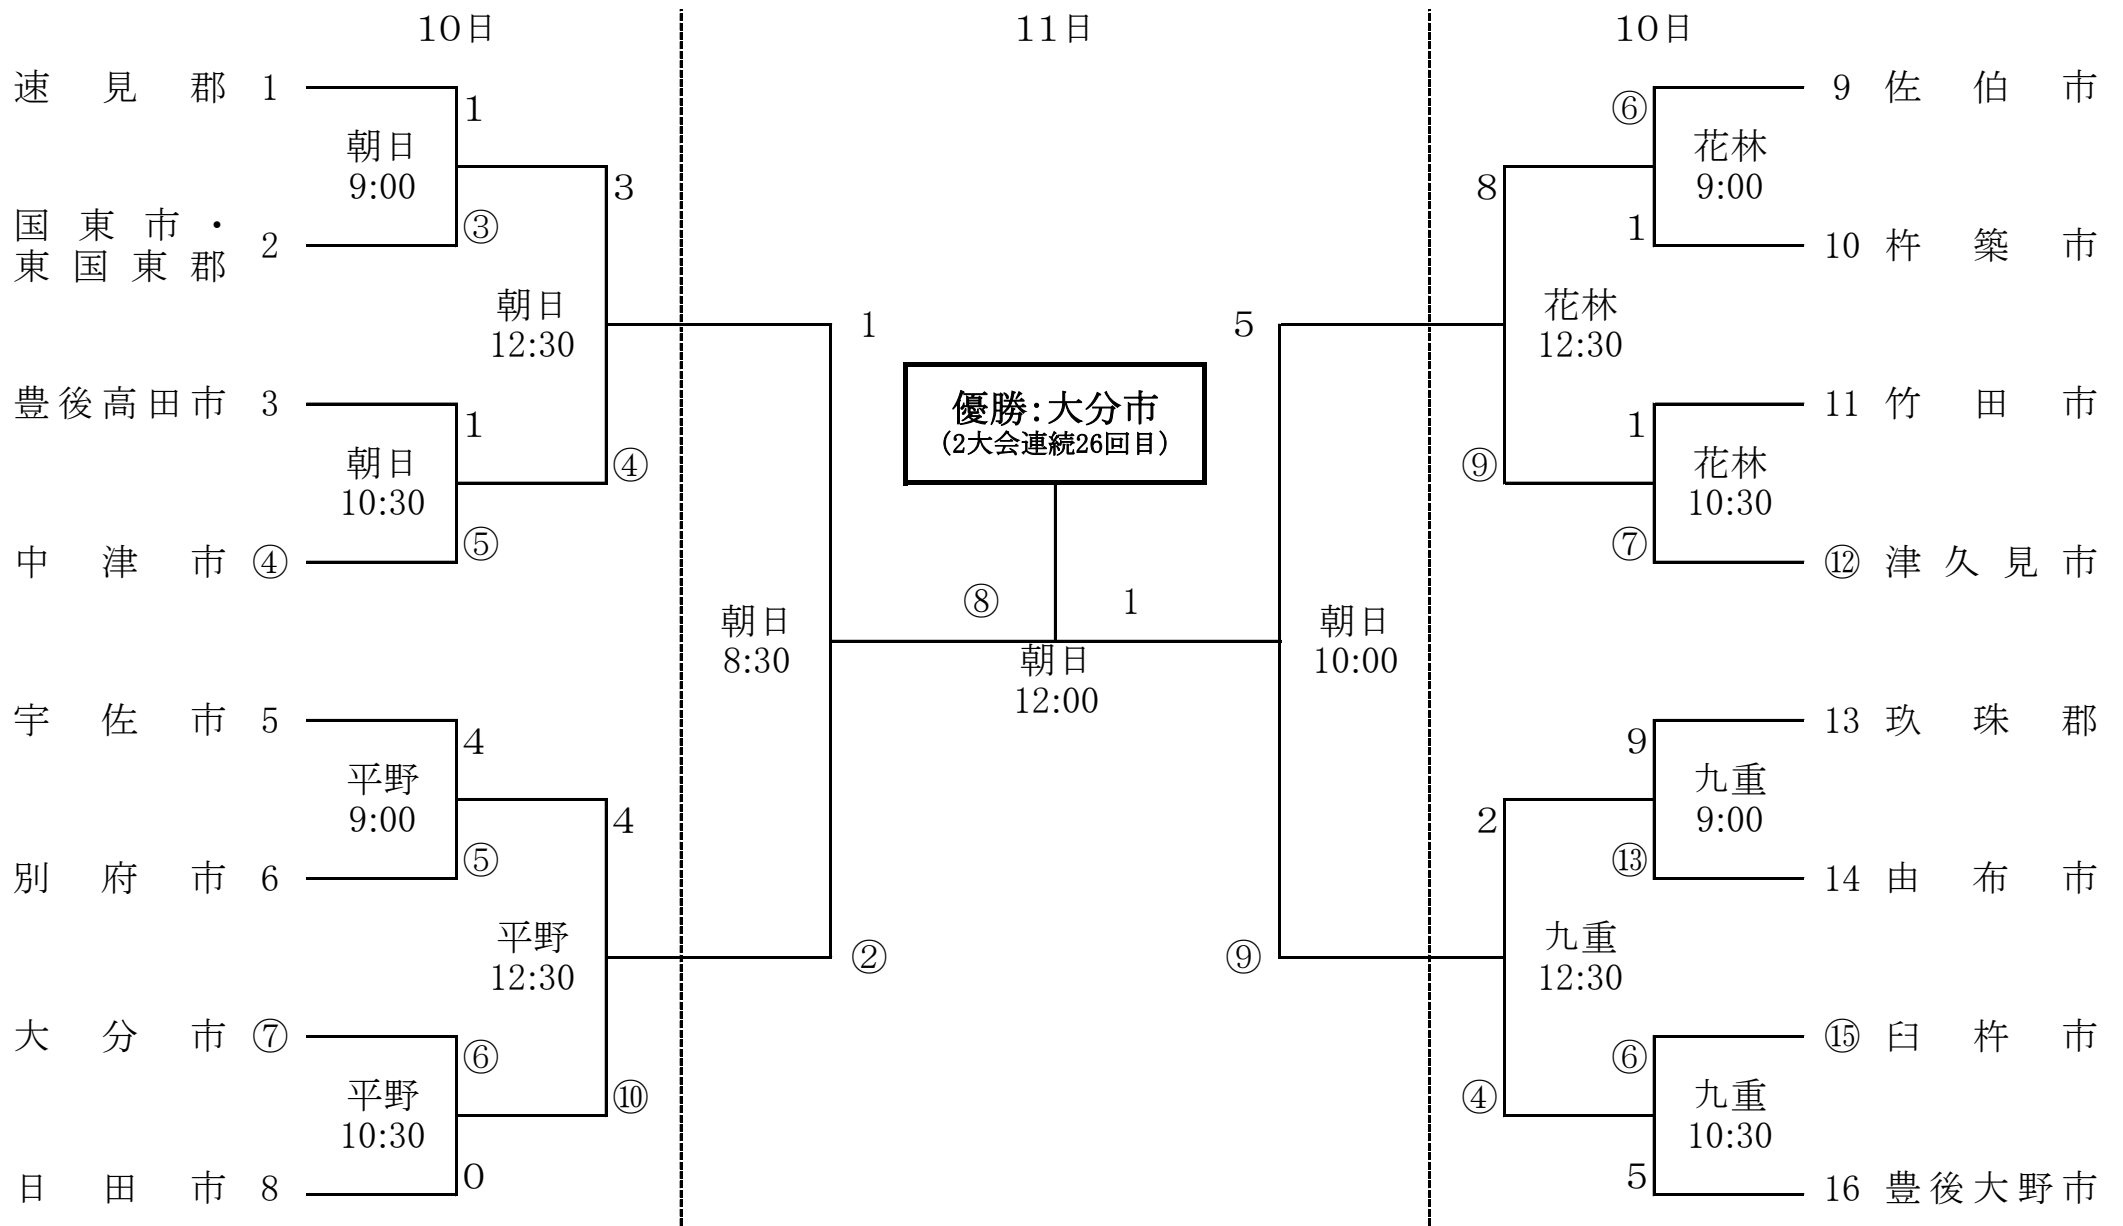 10日
11日
10日
速見郡 1
1
朝日
9:00
3
国東市・
東国東郡 2
③
朝日
12:30
豊後高田市 3
1
朝日
10:30
④
中津市 ④
⑤
宇佐市 5
4
平野
9:00
4
別府市 6
⑤
平野
12:30
大分市 ⑦
⑥
平野
10:30
⑩
日田市 8
0
1
朝日
8:30
②
優勝：大分市
(2大会連続26回目)
⑧
1
朝日
12:00
5
朝日
10:00
⑨
9 佐伯市
⑥
花林
9:00
8
10 杵築市
1
花林
12:30
11 竹田市
1
花林
10:30
⑨
⑫ 津久見市
⑦
13 玖珠郡
9
九重
9:00
2
14 由布市
⑬
九重
12:30
⑮ 臼杵市
⑥
九重
10:30
④
16 豊後大野市
5